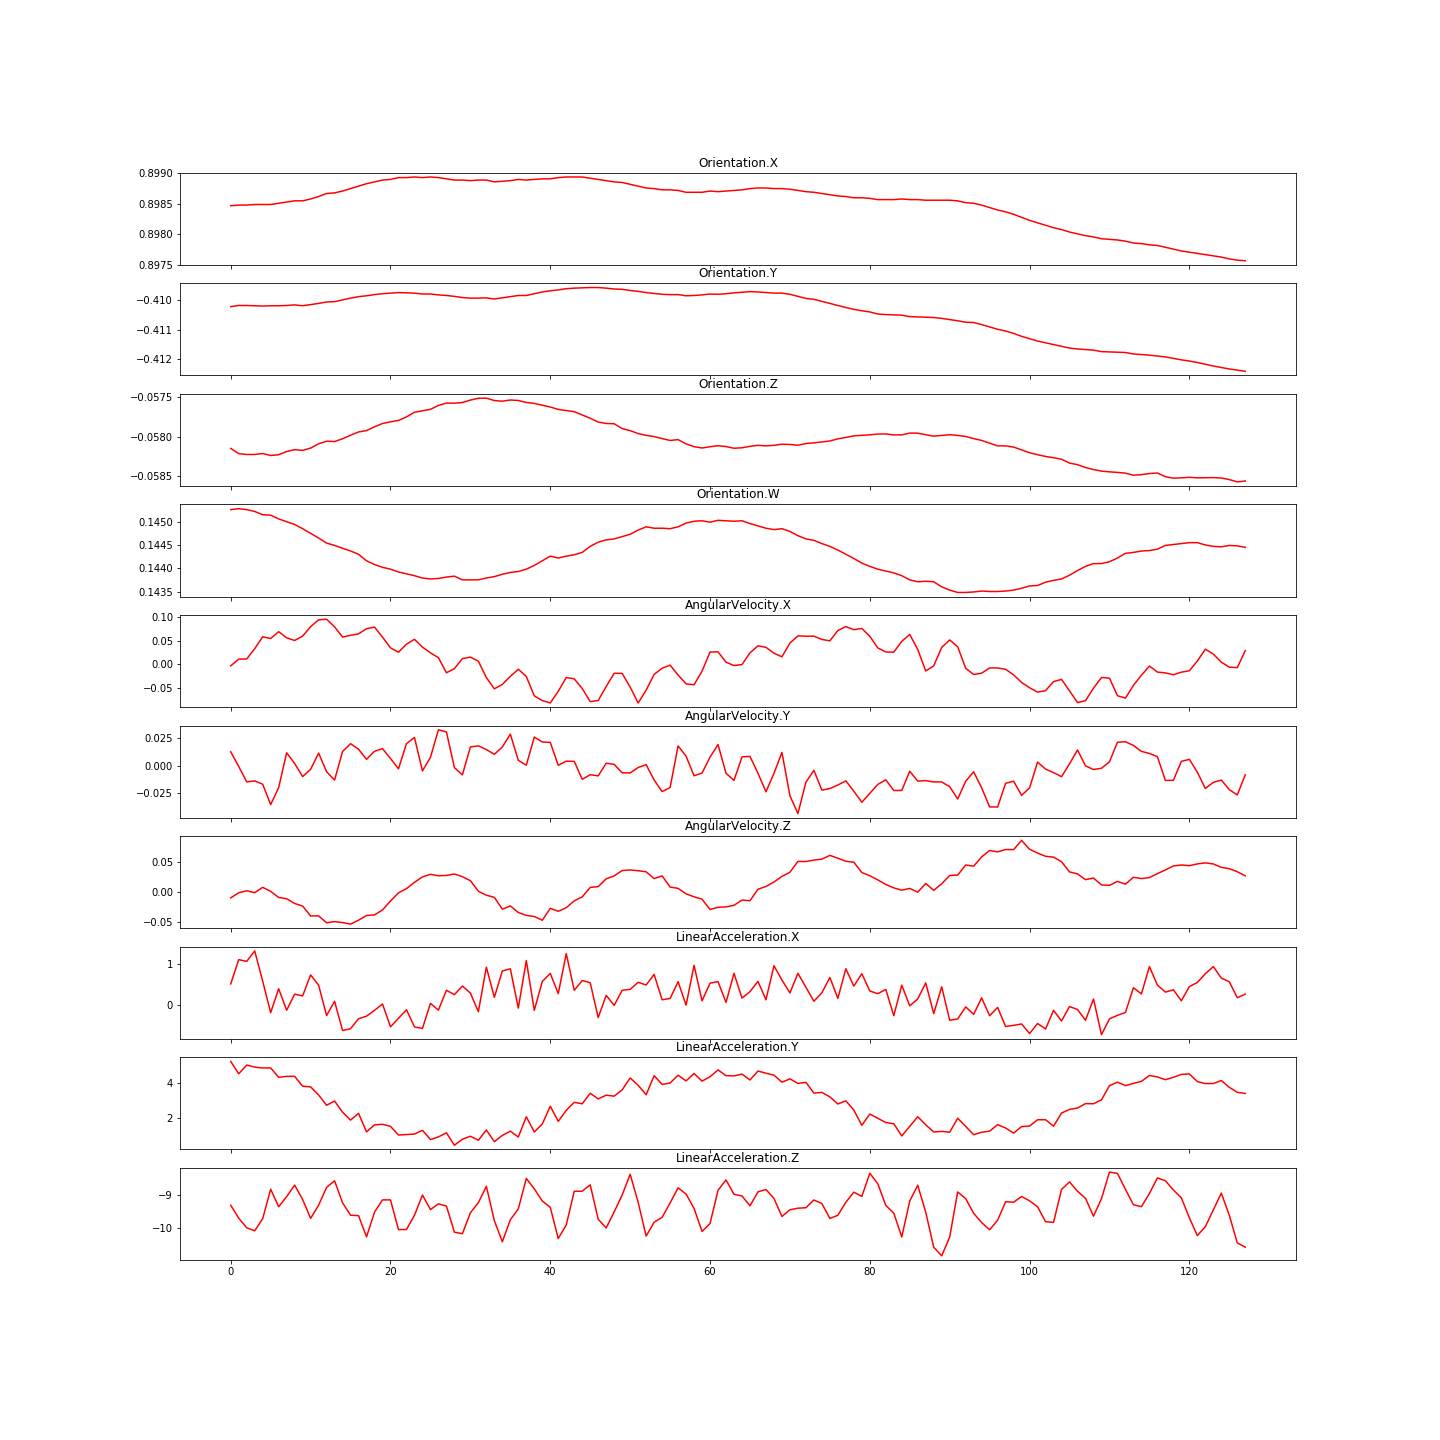 Orientation.X
0.8990
0.8985
0.8980
0.8975
Orientation.Y
−0.410
−0.411
−0.412
Orientation.Z
−0.0575
−0.0580
−0.0585
Orientation.W
0.1450
0.1445
0.1440
0.1435
AngularVelocity.X
0.10
0.05
0.00
−0.05
AngularVelocity.Y
0.025
0.000
−0.025
AngularVelocity.Z
0.05
0.00
−0.05
LinearAcceleration.X
1
0
LinearAcceleration.Y
4
2
LinearAcceleration.Z
−9
−10
0 20 40 60 80 100 120